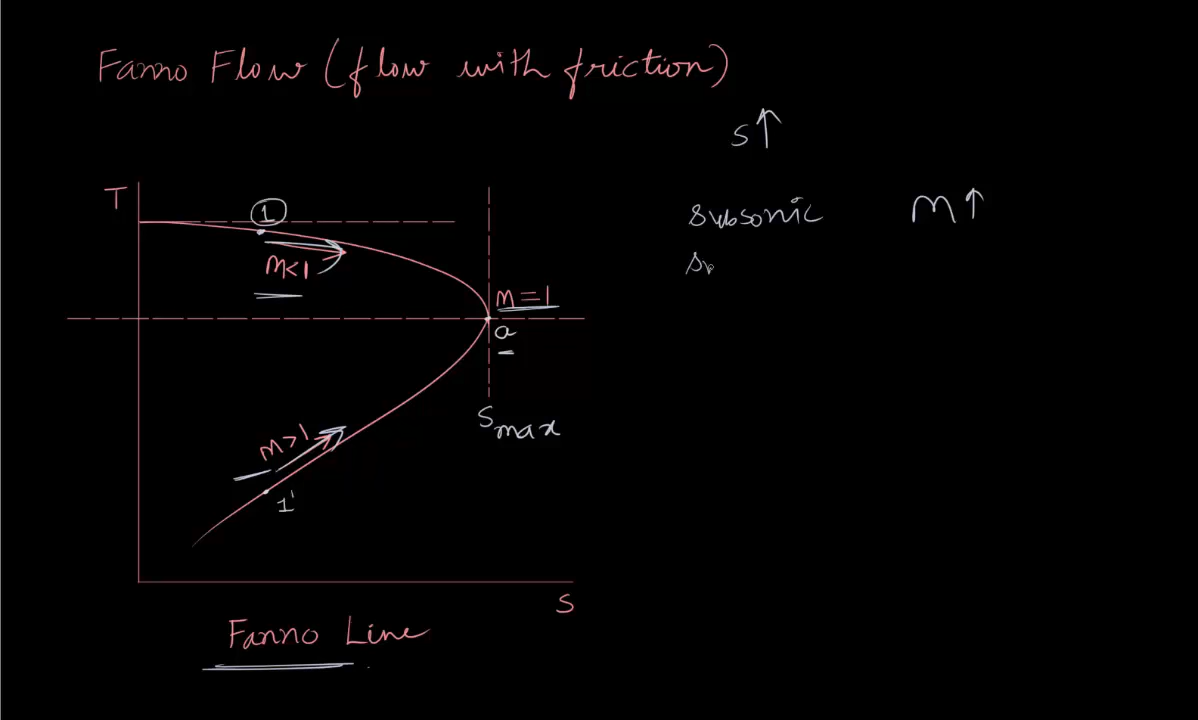 Fanno Flow (flow with friction)
S↑
T
1
subsonic M↑
M<1
M=1
a
Smax
M>1
1'
S
Fanno Line